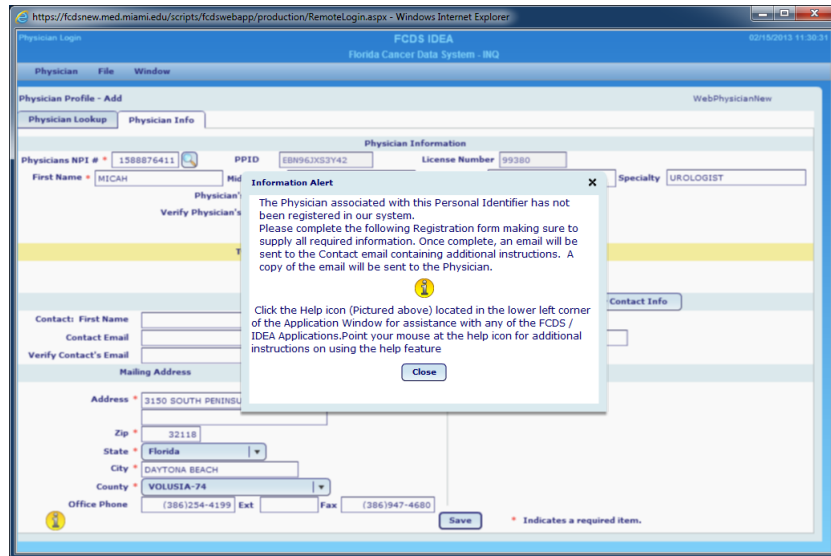 https://fcdsnew.med.miami.edu/scripts/fcdswebapp/production/RemoteLogin.aspx - Windows Internet Explorer
Physician Login FCDS IDEA 02/15/2013 11:30:31
Florida Cancer Data System - INQ
Physician File Window
Physician Profile - Add WebPhysicianNew
Physician Lookup Physician Info
Physician Information
Physicians NPI # * 1588876411 PPID EBN96JXS3Y42 License Number 99380
First Name * MICAH Mid Specialty UROLOGIST
Physician'
Verify Physician's
T
Information Alert x
The Physician associated with this Personal Identifier has not
been registered in our system.
Please complete the following Registration form making sure to
supply all required information. Once complete, an email will be
sent to the Contact email containing additional instructions. A
copy of the email will be sent to the Physician.
Click the Help icon (Pictured above) located in the lower left corner
of the Application Window for assistance with any of the FCDS /
IDEA Applications.Point your mouse at the help icon for additional
instructions on using the help feature
Close
Contact Info
Contact: First Name
Contact Email
Verify Contact's Email
Mailing Address
Address * 3150 SOUTH PENINSU
Zip * 32118
State * Florida
City * DAYTONA BEACH
County * VOLUSIA-74
Office Phone (386)254-4199 Ext Fax (386)947-4680
Save * Indicates a required item.